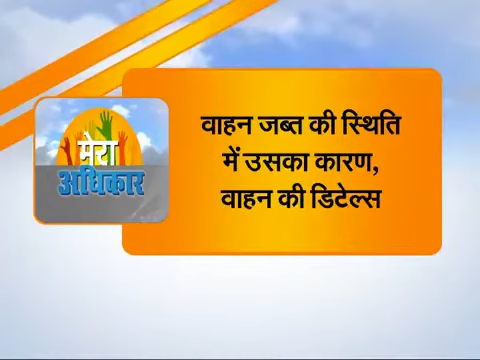 मेरा
अधिकार
वाहन जब्त की स्थिति
में उसका कारण,
वाहन की डिटेल्स